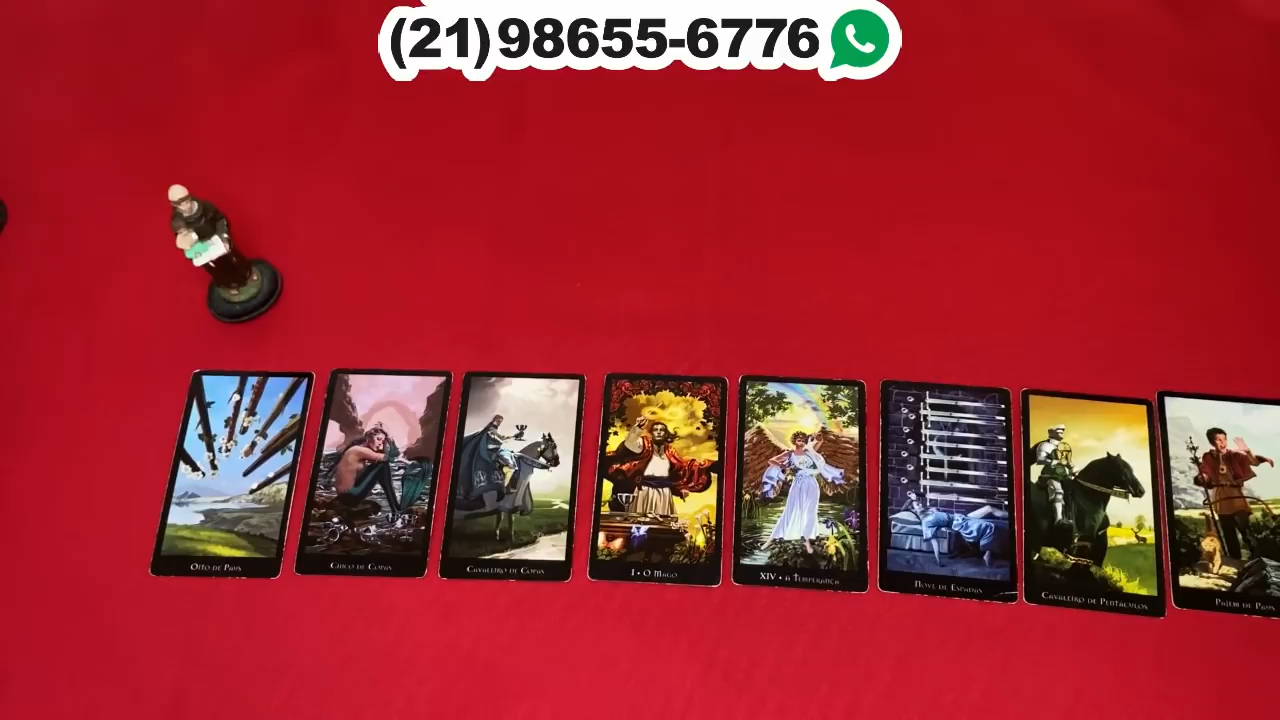 (21)98655-6776
OITO DE PAUS
CINCO DE COPAS
CAVALEIRO DE COPAS
I • O MAGO
XIV • A TEMPERANÇA
NOVE DE ESPADAS
CAVALEIRO DE PENTÁCULOS
PAJEM DE PAUS